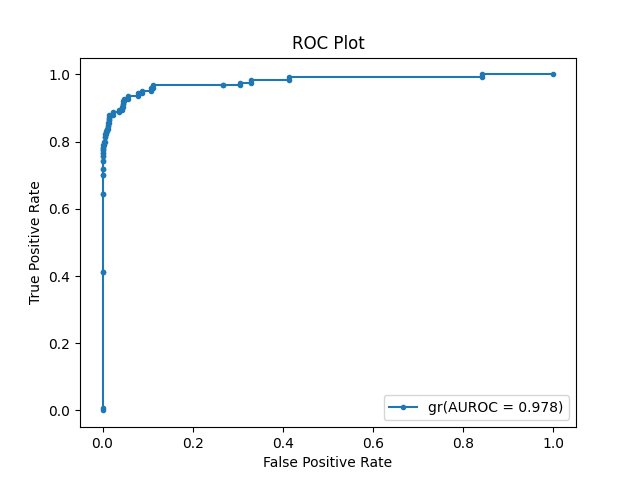 ROC Plot
True Positive Rate
1.0
0.8
0.6
0.4
0.2
0.0
gr(AUROC = 0.978)
0.0 0.2 0.4 0.6 0.8 1.0
False Positive Rate